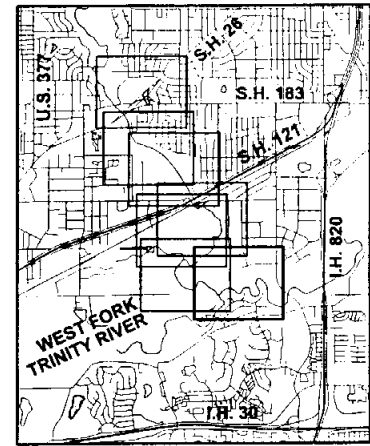 U.S. 377
S.H. 26
S.H. 183
S.H. 121
I.H. 820
WEST FORK
TRINITY RIVER
I.H. 30